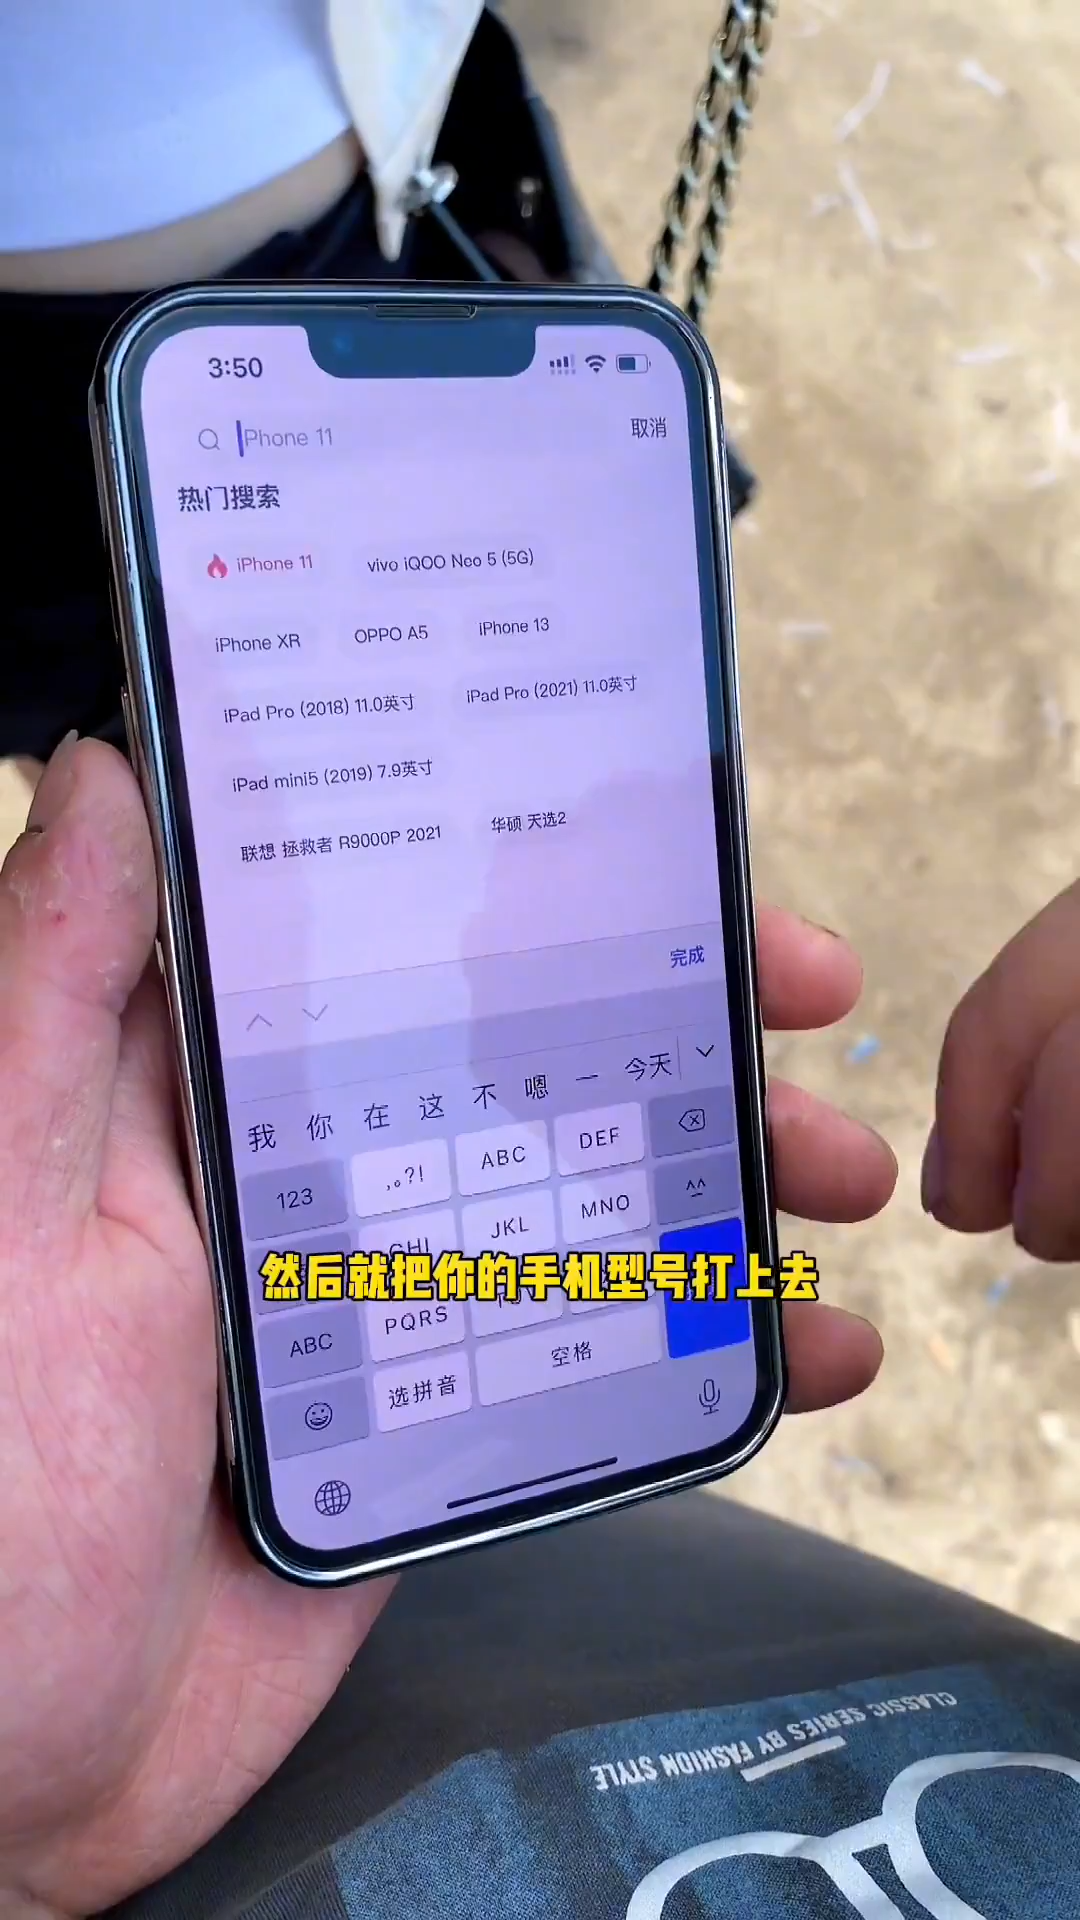 3:50
iPhone 11
取消
热门搜索
iPhone 11
vivo iQOO Neo 5 (5G)
iPhone XR
OPPO A5
iPhone 13
iPad Pro (2018) 11.0英寸
iPad Pro (2021) 11.0英寸
iPad mini5 (2019) 7.9英寸
联想 拯救者 R9000P 2021
华硕 天选2
完成
我 你 在 这 不 嗯 一 今天
123
,。?!
ABC
DEF
GHI
JKL
MNO
^^
然后就把你的手机型号打上去
ABC
PQRS
选拼音
空格
CLASSIC SERIES BY FASHION STYLE